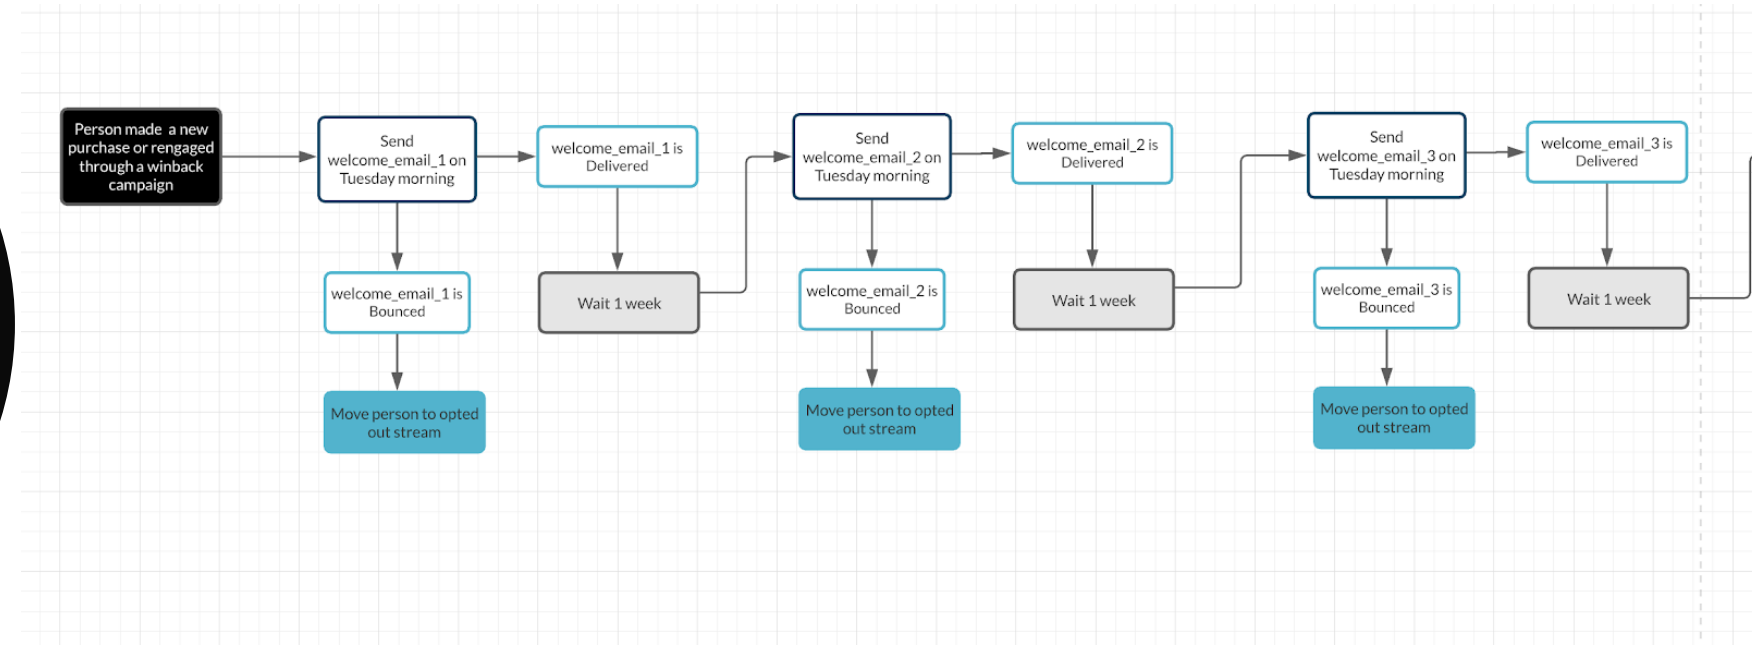 Person made a new
purchase or rengaged
through a winback
campaign
Send
welcome_email_1 on
Tuesday morning
welcome_email_1 is
Delivered
welcome_email_1 is
Bounced
Wait 1 week
Move person to opted
out stream
Send
welcome_email_2 on
Tuesday morning
welcome_email_2 is
Delivered
welcome_email_2 is
Bounced
Wait 1 week
Move person to opted
out stream
Send
welcome_email_3 on
Tuesday morning
welcome_email_3 is
Delivered
welcome_email_3 is
Bounced
Wait 1 week
Move person to opted
out stream